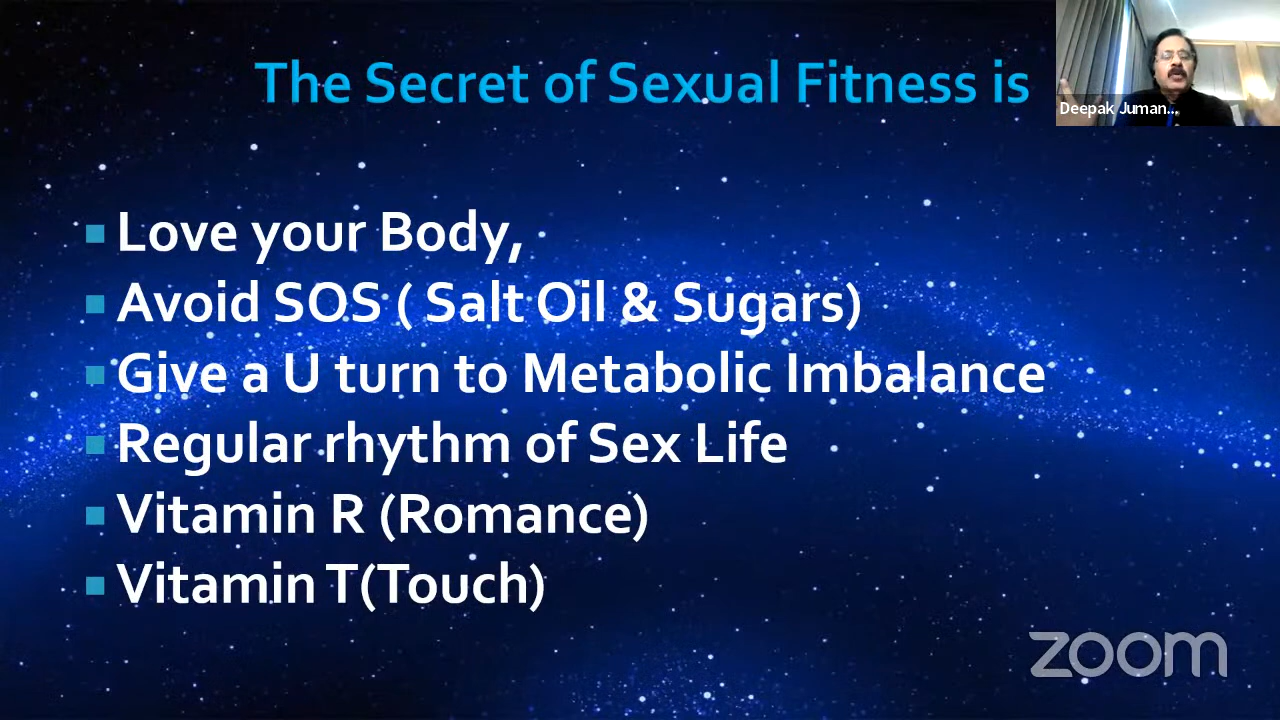 The Secret of Sexual Fitness is
Deepak Juman...
Love your Body,
Avoid SOS ( Salt Oil & Sugars)
Give a U turn to Metabolic Imbalance
Regular rhythm of Sex Life
Vitamin R (Romance)
Vitamin T(Touch)
zoom